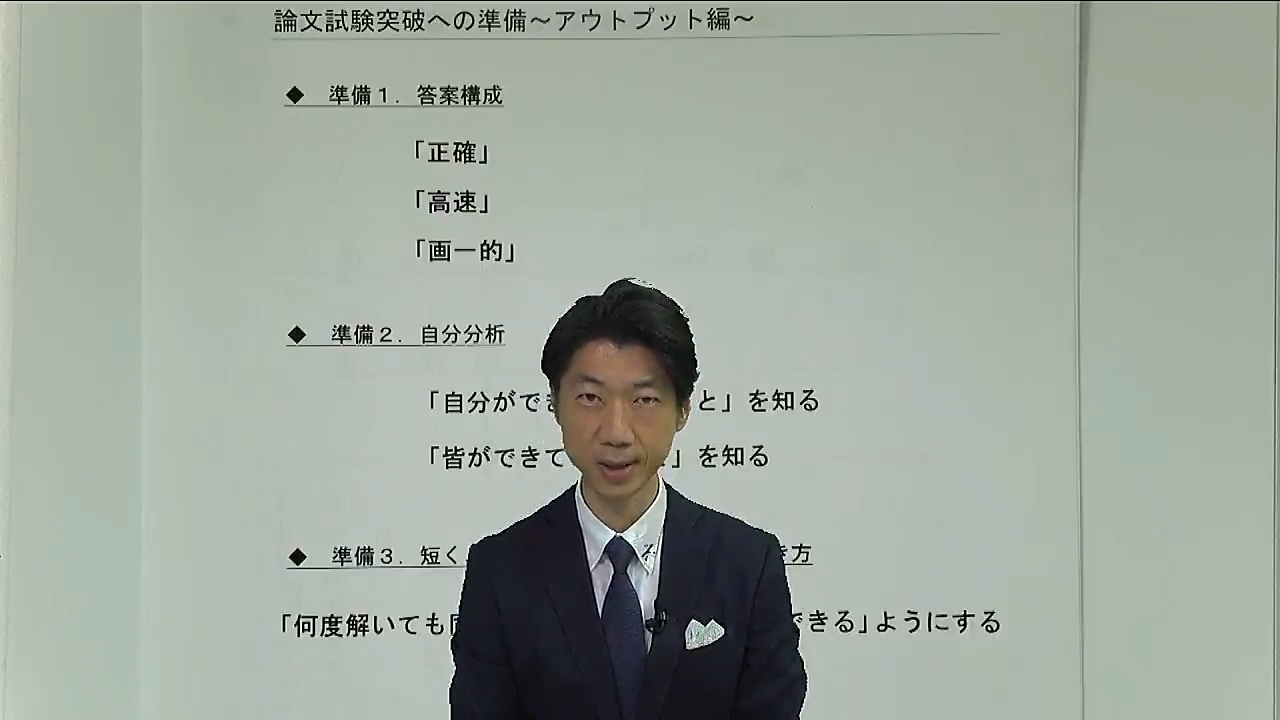 論文試験突破への準備～アウトプット編～
◆ 準備１．答案構成
「正確」
「高速」
「画一的」
◆ 準備２．自分分析
「自分がで と」を知る
「皆ができて 」を知る
◆ 準備３．短く 方
「何度解いても できる」ようにする